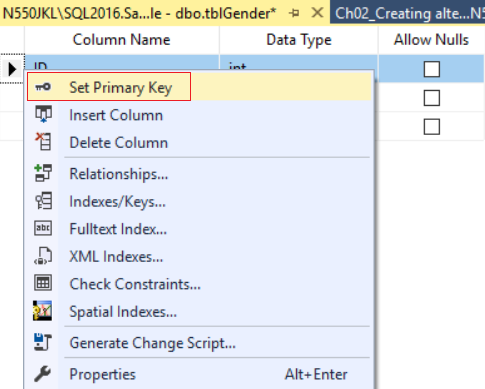 N550JKL\SQL2016.Sa...le - dbo.tblGender* Ch02_Creating alte...N5
Column Name Data Type Allow Nulls
ID int
Set Primary Key
Insert Column
Delete Column
Relationships...
Indexes/Keys...
Fulltext Index...
XML Indexes...
Check Constraints...
Spatial Indexes...
Generate Change Script...
Properties Alt+Enter